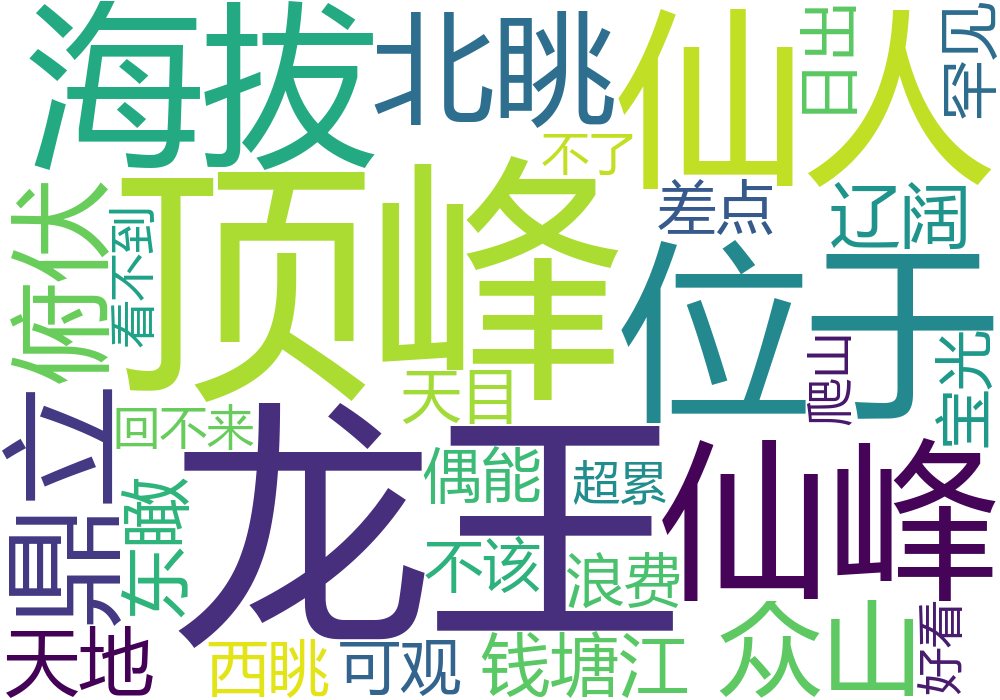 海拔
北眺
仙人
日出
罕见
不了
顶峰
俯伏
看不到
差点
辽阔
位于
天目
爬山
宝光
鼎立
回不来
龙王
偶能
超累
仙峰
东瞰
不该
浪费
天地
西眺
可观
钱塘江
众山
好看